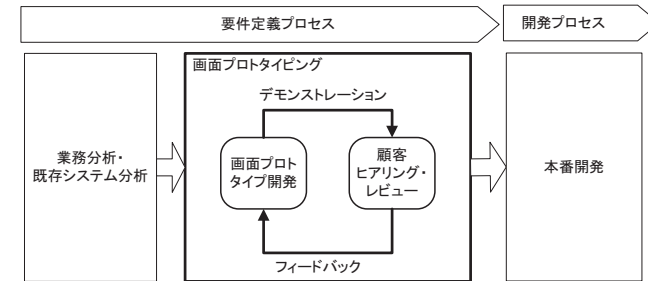 要件定義プロセス
開発プロセス
画面プロトタイピング
デモンストレーション
業務分析・
既存システム分析
画面プロト
タイプ開発
顧客
ヒアリング・
レビュー
本番開発
フィードバック